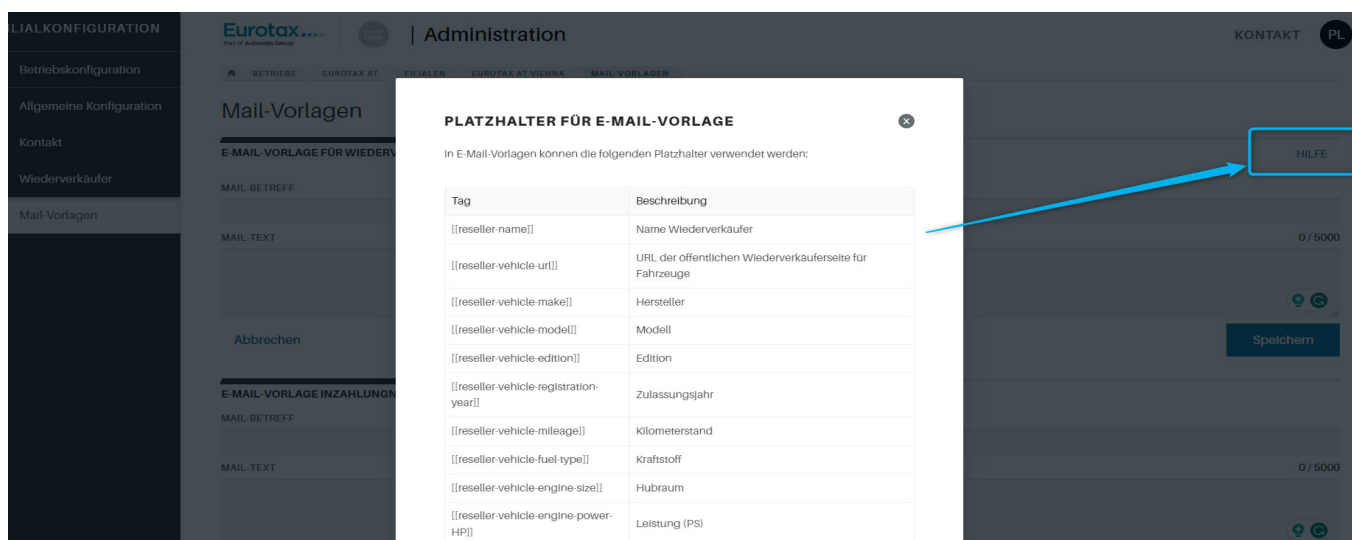 ILIALKONFIGURATION
Betriebskonfiguration
Allgemeine Konfiguration
Kontakt
Wiederverkäufer
Mail-Vorlagen
Eurotax
Part of Autovista Group
| Administration
KONTAKT PL
BETRIEBE EUROTAX AT FILIALEN EUROTAX AT VIENNA MAIL-VORLAGEN
Mail-Vorlagen
E-MAIL-VORLAGE FÜR WIEDERV
HILFE
MAIL-BETREFF
MAIL-TEXT 0 / 5000
Abbrechen Speichern
E-MAIL-VORLAGE INZAHLUNGN
MAIL-BETREFF
MAIL-TEXT 0 / 5000
PLATZHALTER FÜR E-MAIL-VORLAGE
In E-Mail-Vorlagen können die folgenden Platzhalter verwendet werden:
Tag Beschreibung
[[reseller-name]] Name Wiederverkäufer
[[reseller-vehicle-url]] URL der öffentlichen Wiederverkäuferseite für
Fahrzeuge
[[reseller-vehicle-make]] Hersteller
[[reseller-vehicle-model]] Modell
[[reseller-vehicle-edition]] Edition
[[reseller-vehicle-registration-
year]] Zulassungsjahr
[[reseller-vehicle-mileage]] Kilometerstand
[[reseller-vehicle-fuel-type]] Kraftstoff
[[reseller-vehicle-engine-size]] Hubraum
[[reseller-vehicle-engine-power-
HP]] Leistung (PS)